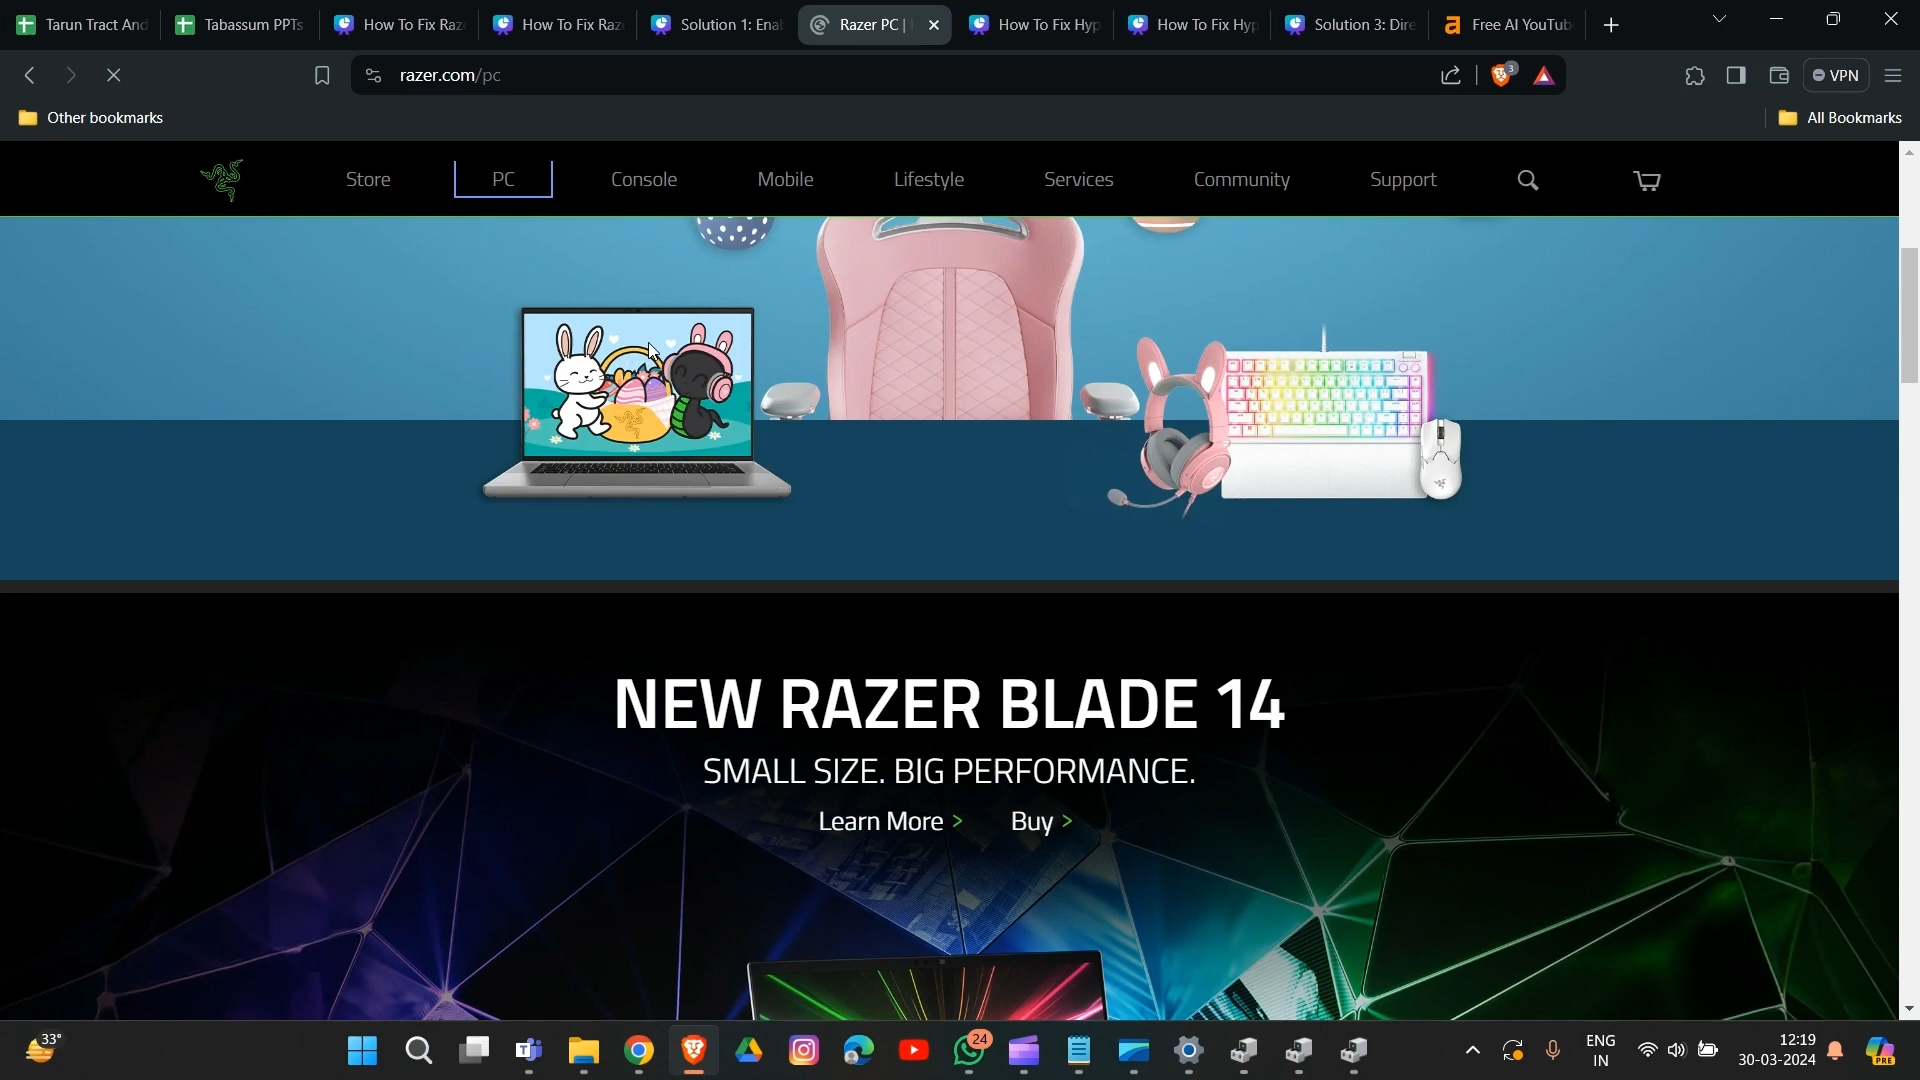 Tarun Tract And
Tabassum PPTs
How To Fix Raz
How To Fix Raz
Solution 1: Ena
Razer PC |
How To Fix Hyp
How To Fix Hyp
Solution 3: Dire
Free AI YouTub
razer.com/pc
3
VPN
Other bookmarks
All Bookmarks
Store
PC
Console
Mobile
Lifestyle
Services
Community
Support
NEW RAZER BLADE 14
SMALL SIZE. BIG PERFORMANCE.
Learn More >
Buy >
33°
24
ENG
IN
12:19
30-03-2024
PRE